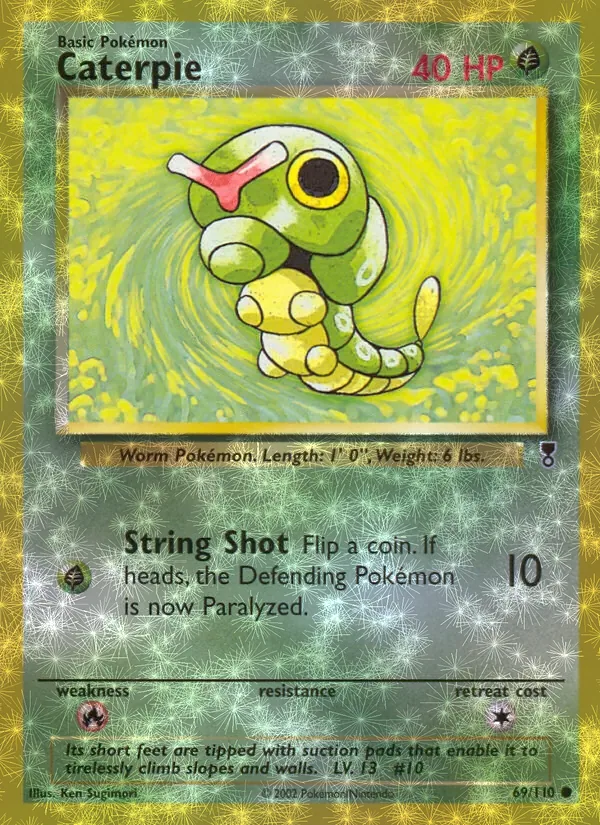 Basic Pokémon
Caterpie 40 HP
Worm Pokémon. Length: 1' 0", Weight: 6 lbs.
String Shot Flip a coin. If
heads, the Defending Pokémon
is now Paralyzed.
10
weakness resistance retreat cost
Its short feet are tipped with suction pads that enable it to
tirelessly climb slopes and walls. LV. 13 #10
Illus. Ken Sugimori © 2002 Pokémon/Nintendo 69/110